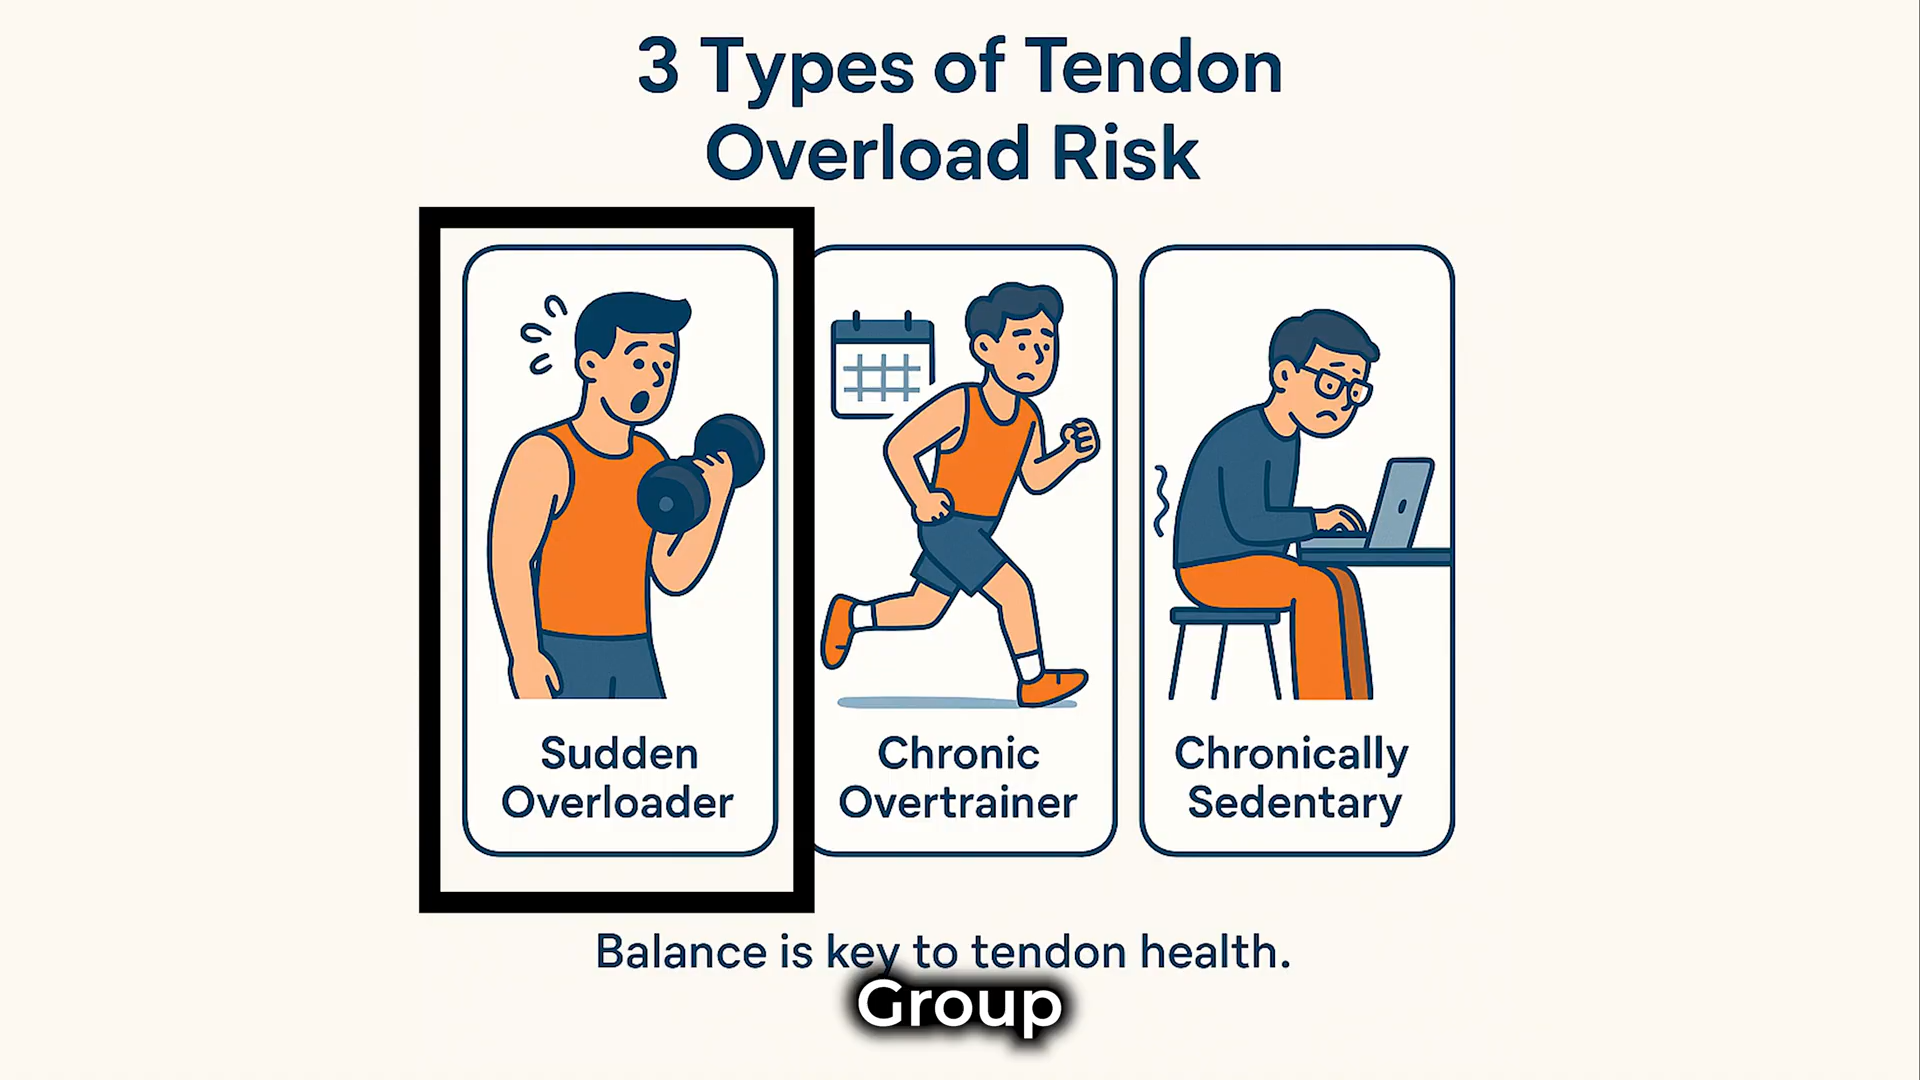 3 Types of Tendon
Overload Risk
Sudden
Overloader
Chronic
Overtrainer
Chronically
Sedentary
Balance is key to tendon health.
Group